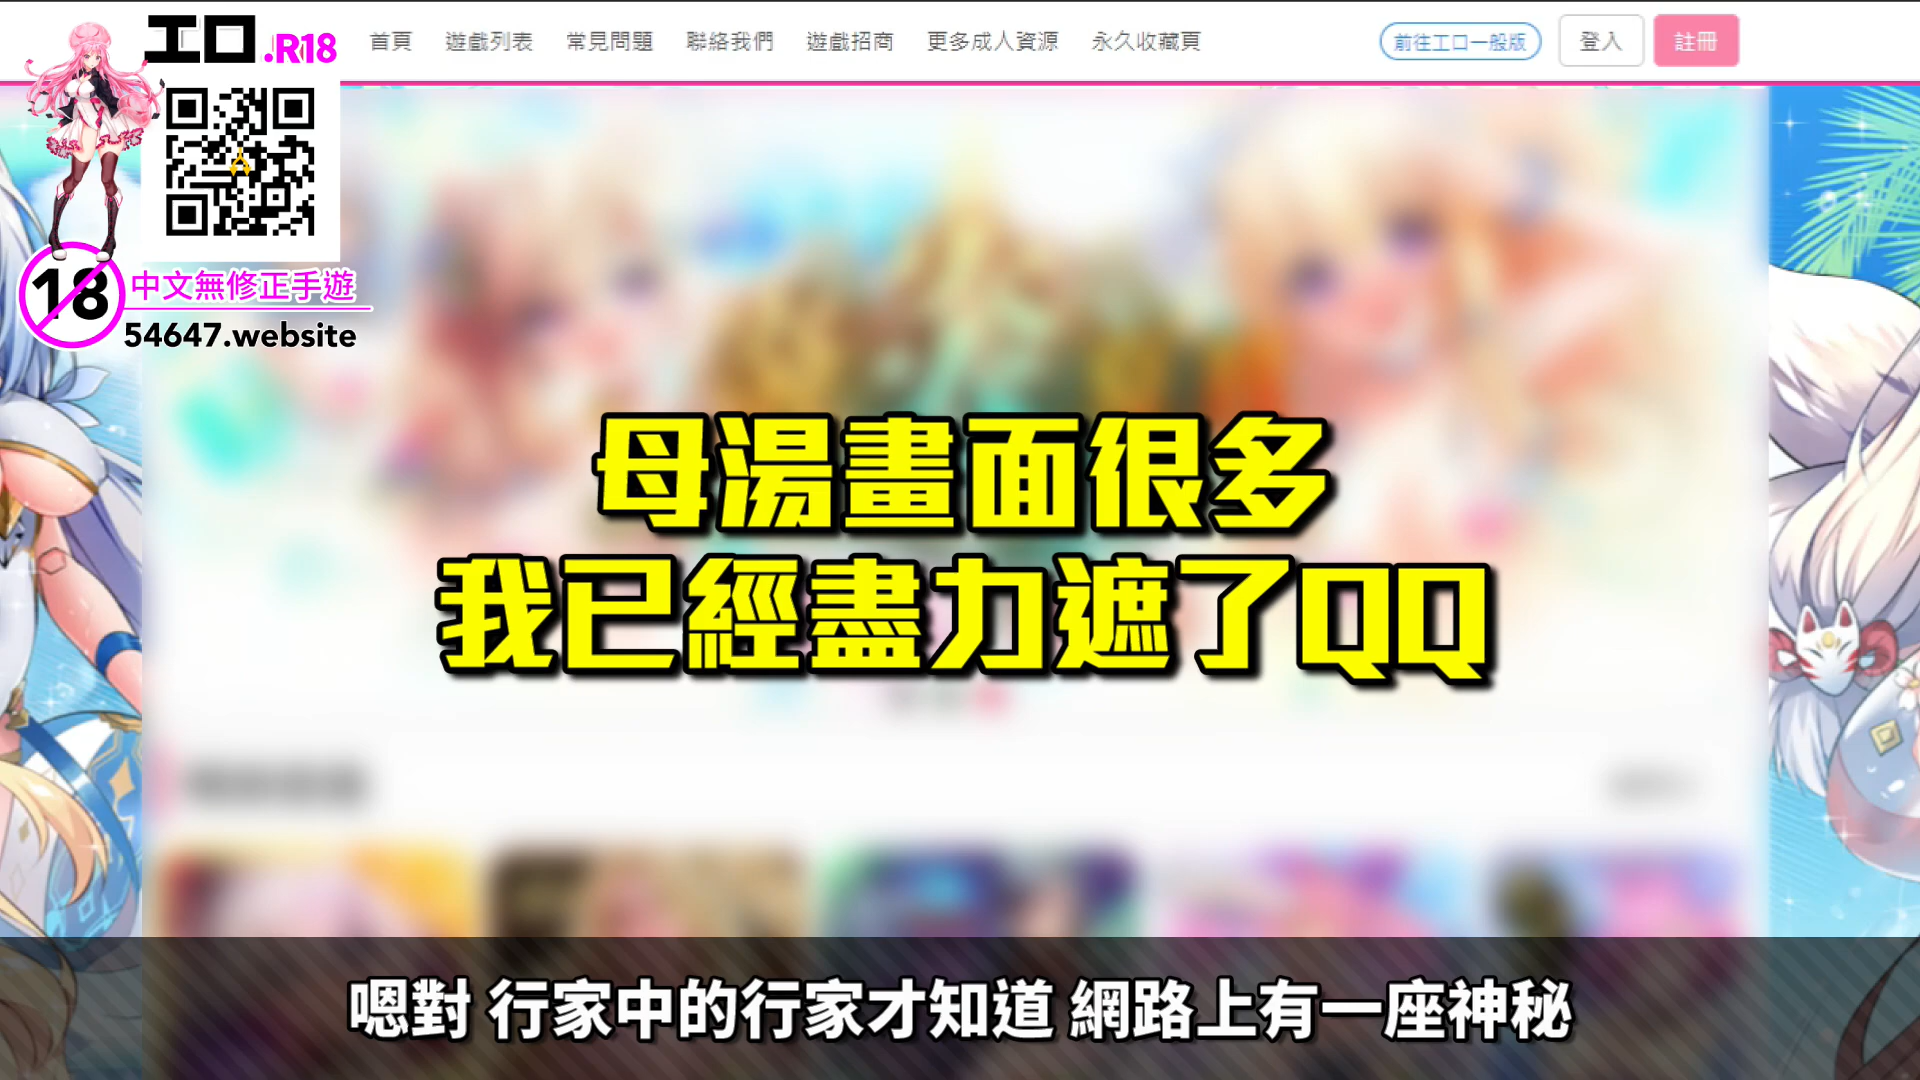 エロ.R18
首頁 遊戲列表 常見問題 聯絡我們 遊戲招商 更多成人資源 永久收藏頁 前往エロ一般版 登入 註冊
18
中文無修正手遊
54647.website
母湯畫面很多
我已經盡力遮了QQ
嗯對 行家中的行家才知道 網路上有一座神秘